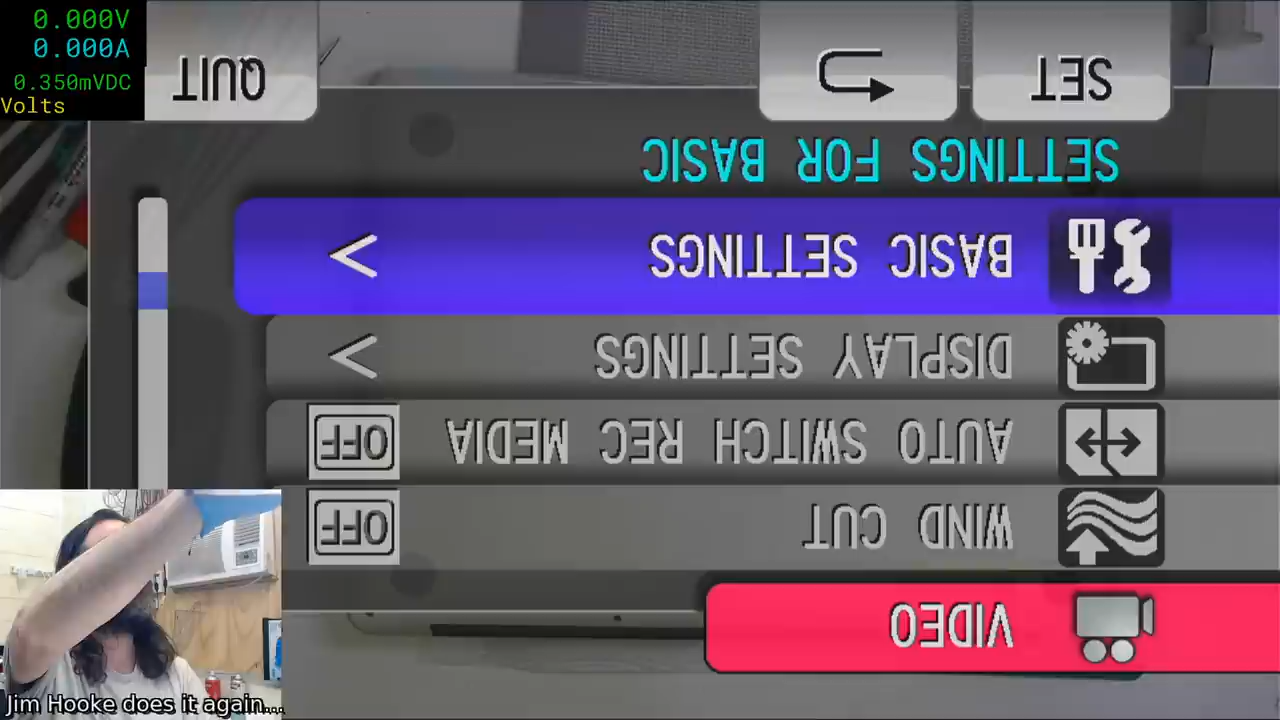 0.000V
0.000A
0.350mVDC
Volts
QUIT
SET
SETTINGS FOR BASIC
BASIC SETTINGS
DISPLAY SETTINGS
AUTO SWITCH REC MEDIA
OFF
WIND CUT
OFF
VIDEO
Jim Hooke does it again...